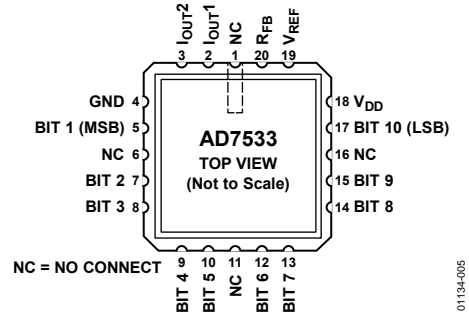 IOUT2
IOUT1
NC
RFB
VREF
3 2 1 20 19
GND 4
BIT 1 (MSB) 5
NC 6
BIT 2 7
BIT 3 8
AD7533
TOP VIEW
(Not to Scale)
18 VDD
17 BIT 10 (LSB)
16 NC
15 BIT 9
14 BIT 8
9 10 11 12 13
BIT 4
BIT 5
NC
BIT 6
BIT 7
NC = NO CONNECT
01134-005